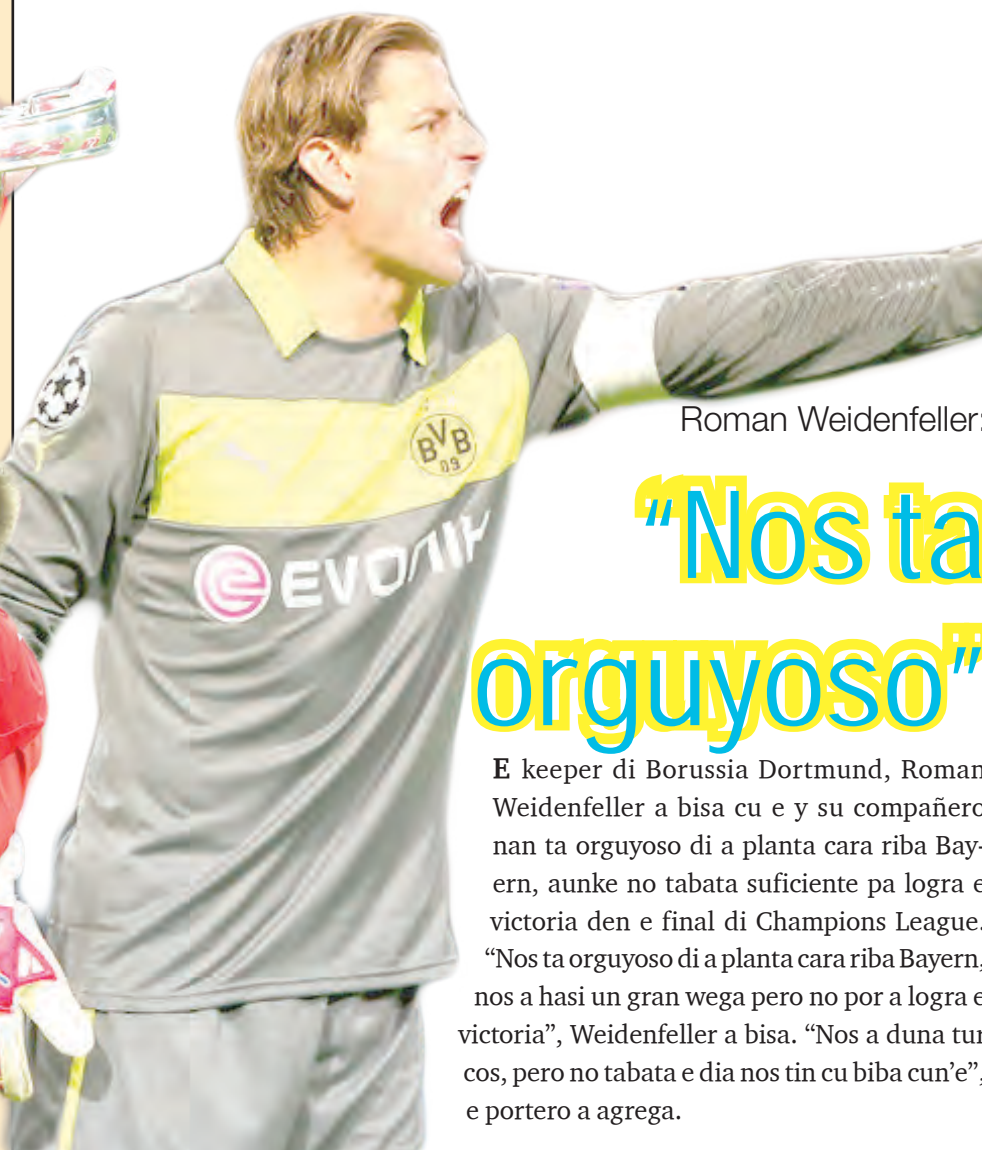 BVB
09
EVONIK
Roman Weidenfeller:
“Nos ta
orguyoso”
E keeper di Borussia Dortmund, Roman
Weidenfeller a bisa cu e y su compañero
nan ta orguyoso di a planta cara riba Bay-
ern, aunke no tabata suficiente pa logra e
victoria den e final di Champions League.
“Nos ta orguyoso di a planta cara riba Bayern,
nos a hasi un gran wega pero no por a logra e
victoria”, Weidenfeller a bisa. “Nos a duna tur
cos, pero no tabata e dia nos tin cu biba cun’e”,
e portero a agrega.